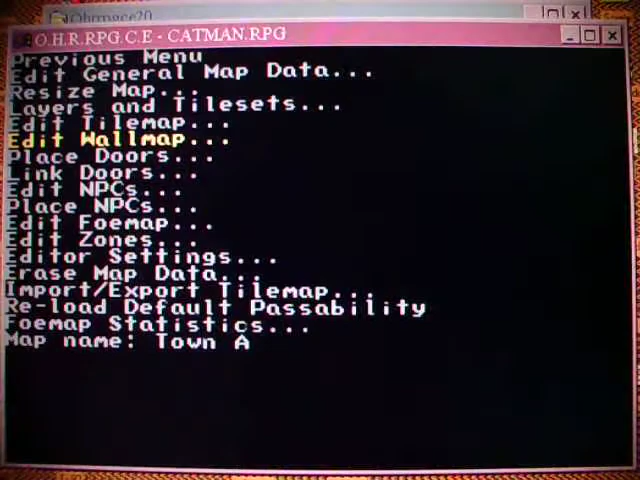 Ohrrpgce20
O.H.R.RPG.C.E - CATMAN.RPG
Previous Menu
Edit General Map Data...
Resize Map...
Layers and Tilesets...
Edit Tilemap...
Edit Wallmap...
Place Doors...
Link Doors...
Edit NPCs...
Place NPCs...
Edit Foemap...
Edit Zones...
Editor Settings...
Erase Map Data...
Import/Export Tilemap...
Re-load Default Passability
Foemap Statistics...
Map name: Town A